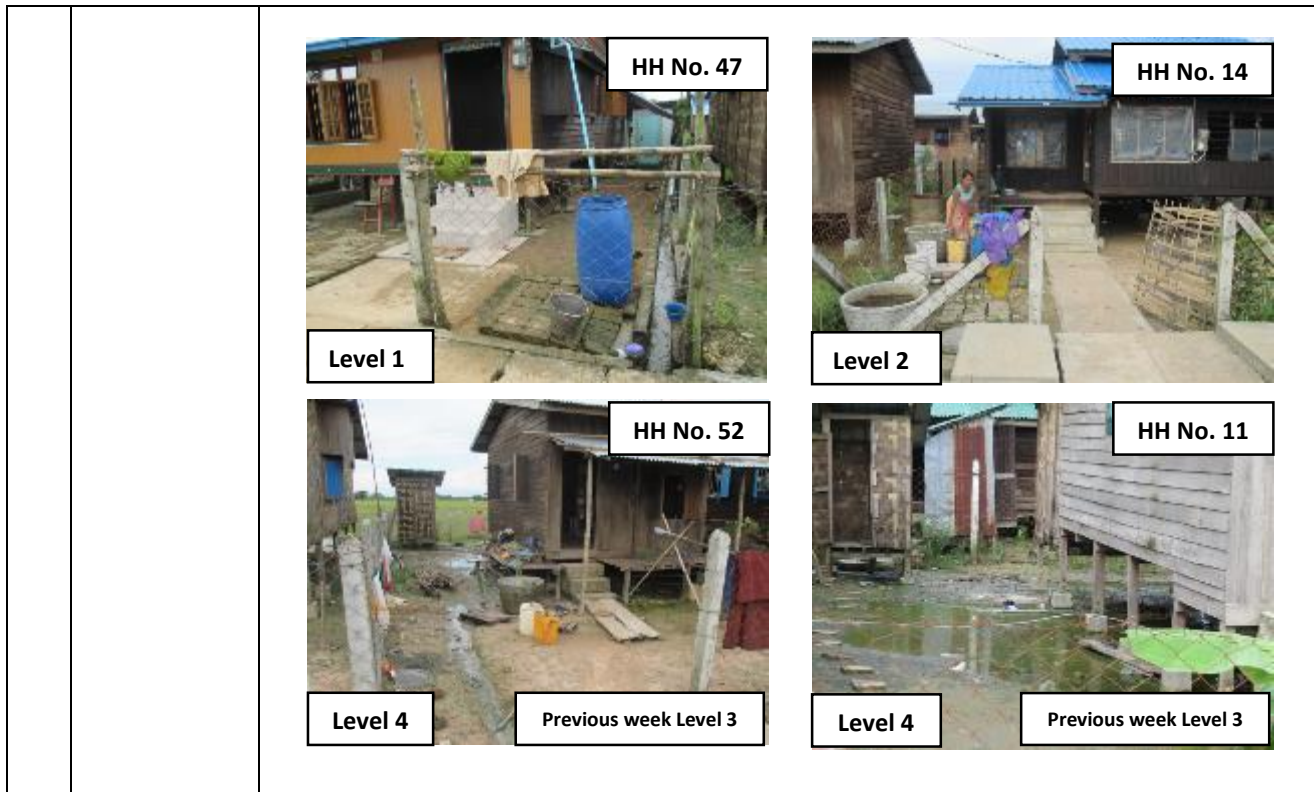 HH No. 47
Level 1
HH No. 14
Level 2
HH No. 52
Level 4
Previous week Level 3
HH No. 11
Level 4
Previous week Level 3